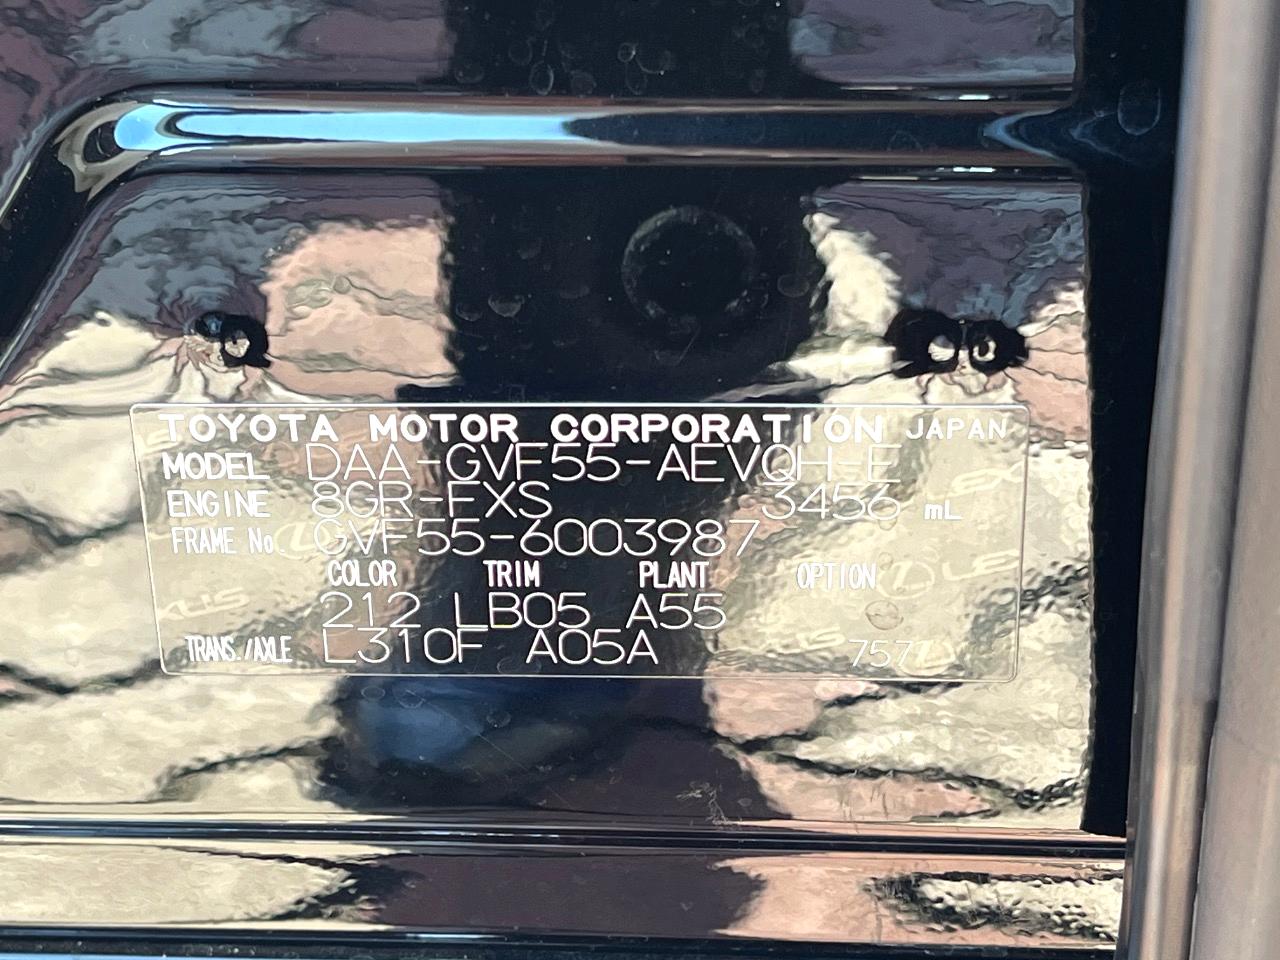 TOYOTA MOTOR CORPORATION JAPAN
MODEL DAA-GVF55-AEVQH-E
ENGINE 8GR-FXS 3456 mL
FRAME No. GVF55-6003987
COLOR TRIM PLANT OPTION
212 LB05 A55
TRANS./AXLE L310F A05A 7577